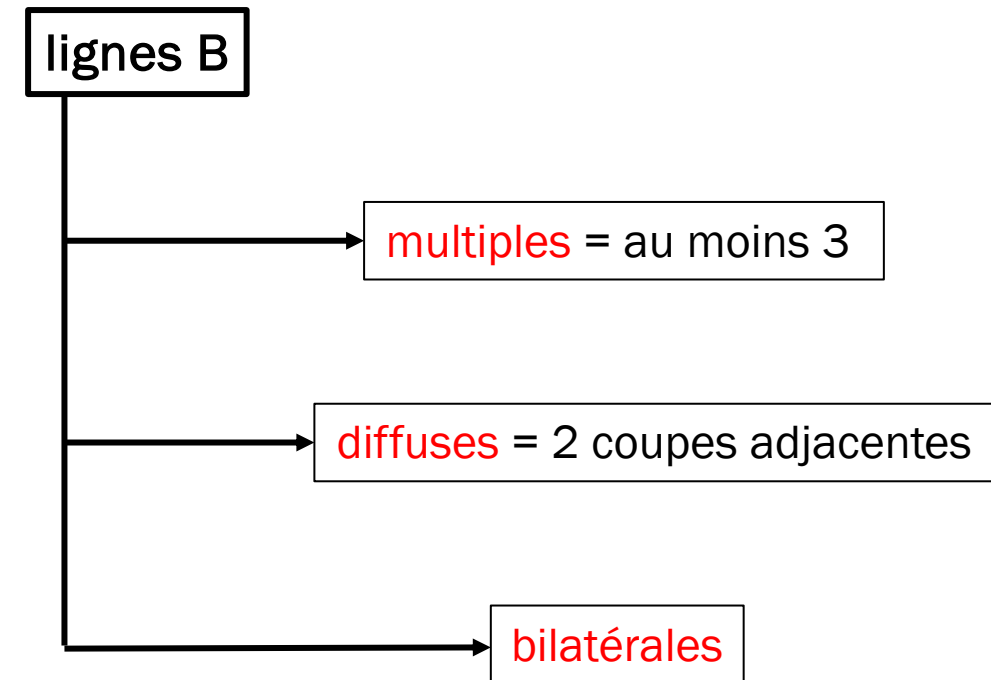 lignes B
multiples = au moins 3
diffuses = 2 coupes adjacentes
bilatérales